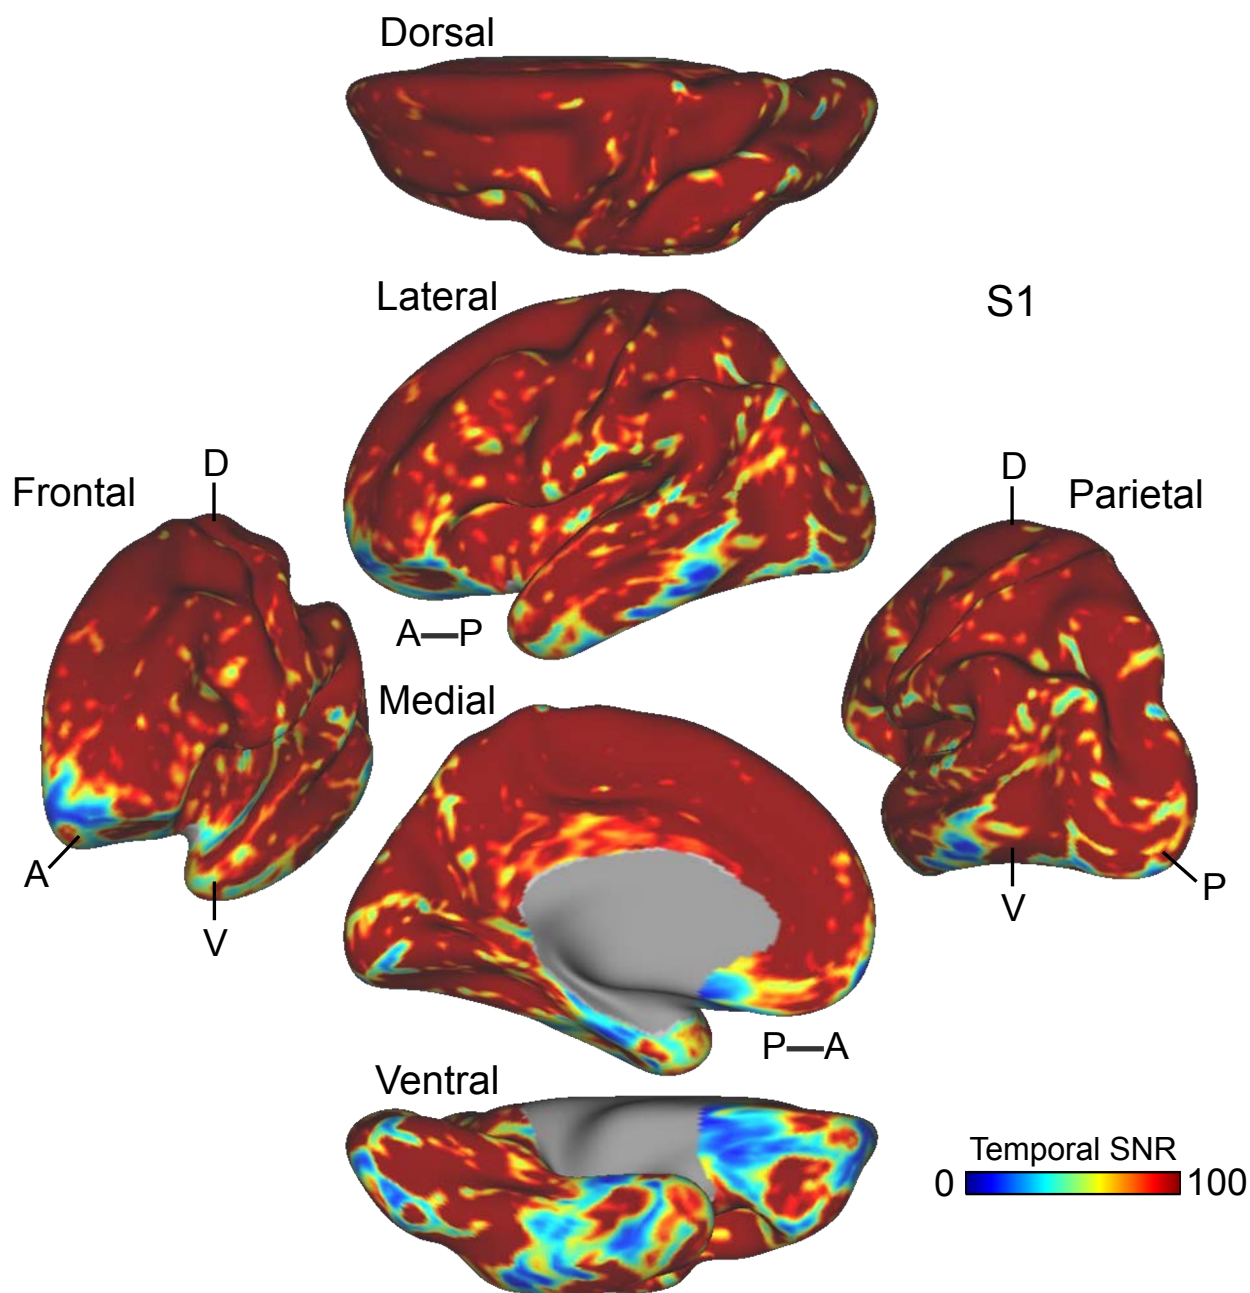 Dorsal
Lateral
S1
D
Frontal
D
Parietal
A—P
Medial
A
V
P
V
P—A
Ventral
Temporal SNR
0 100